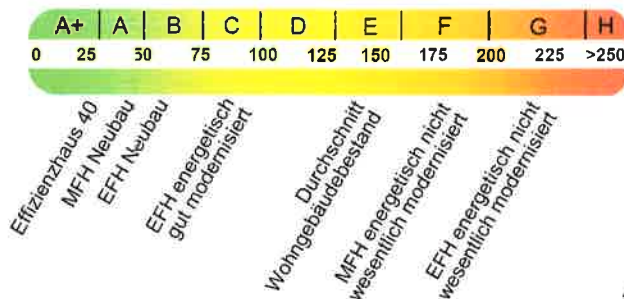 A+ A B C D E F G H
0 25 50 75 100 125 150 175 200 225 >250
Effizienzhaus 40
MFH Neubau
EFH Neubau
EFH energetisch
gut modernisiert
Durchschnitt
Wohngebäudebestand
MFH energetisch nicht
wesentlich modernisiert
EFH energetisch nicht
wesentlich modernisiert